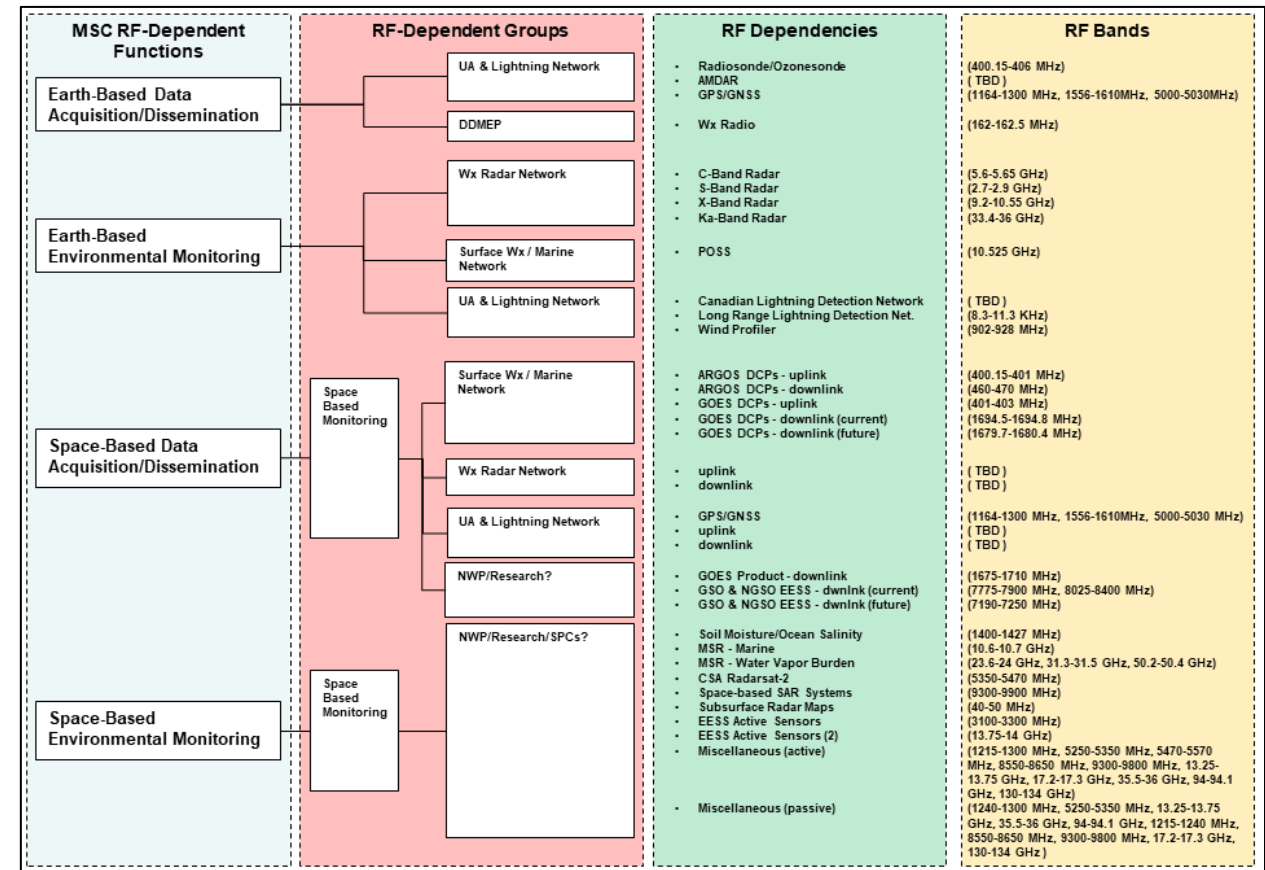 MSC RF-Dependent
Functions
RF-Dependent Groups
RF Dependencies
RF Bands
Earth-Based Data
Acquisition/Dissemination
UA & Lightning Network
· Radiosonde/Ozonesonde (400.15-406 MHz)
· AMDAR ( TBD )
· GPS/GNSS (1164-1300 MHz, 1556-1610MHz, 5000-5030MHz)
DDMEP
· Wx Radio (162-162.5 MHz)
Earth-Based
Environmental Monitoring
Wx Radar Network
· C-Band Radar (5.6-5.65 GHz)
· S-Band Radar (2.7-2.9 GHz)
· X-Band Radar (9.2-10.55 GHz)
· Ka-Band Radar (33.4-36 GHz)
Surface Wx / Marine
Network
· POSS (10.525 GHz)
UA & Lightning Network
· Canadian Lightning Detection Network ( TBD )
· Long Range Lightning Detection Net. (8.3-11.3 KHz)
· Wind Profiler (902-928 MHz)
Space-Based Data
Acquisition/Dissemination
Space
Based
Monitoring
Surface Wx / Marine
Network
· ARGOS DCPs - uplink (400.15-401 MHz)
· ARGOS DCPs - downlink (460-470 MHz)
· GOES DCPs - uplink (401-403 MHz)
· GOES DCPs - downlink (current) (1694.5-1694.8 MHz)
· GOES DCPs - downlink (future) (1679.7-1680.4 MHz)
Wx Radar Network
· uplink ( TBD )
· downlink ( TBD )
UA & Lightning Network
· GPS/GNSS (1164-1300 MHz, 1556-1610MHz, 5000-5030 MHz)
· uplink ( TBD )
· downlink ( TBD )
NWP/Research?
· GOES Product - downlink (1675-1710 MHz)
· GSO & NGSO EESS - dwnlnk (current) (7775-7900 MHz, 8025-8400 MHz)
· GSO & NGSO EESS - dwnlnk (future) (7190-7250 MHz)
Space-Based
Environmental Monitoring
Space
Based
Monitoring
NWP/Research/SPCs?
· Soil Moisture/Ocean Salinity (1400-1427 MHz)
· MSR - Marine (10.6-10.7 GHz)
· MSR - Water Vapor Burden (23.6-24 GHz, 31.3-31.5 GHz, 50.2-50.4 GHz)
· CSA Radarsat-2 (5350-5470 MHz)
· Space-based SAR Systems (9300-9900 MHz)
· Subsurface Radar Maps (40-50 MHz)
· EESS Active Sensors (3100-3300 MHz)
· EESS Active Sensors (2) (13.75-14 GHz)
· Miscellaneous (active) (1215-1300 MHz, 5250-5350 MHz, 5470-5570
MHz, 8550-8650 MHz, 9300-9800 MHz, 13.25-
13.75 GHz, 17.2-17.3 GHz, 35.5-36 GHz, 94-94.1
GHz, 130-134 GHz)
· Miscellaneous (passive) (1240-1300 MHz, 5250-5350 MHz, 13.25-13.75
GHz, 35.5-36 GHz, 94-94.1 GHz, 1215-1240 MHz,
8550-8650 MHz, 9300-9800 MHz, 17.2-17.3 GHz,
130-134 GHz )